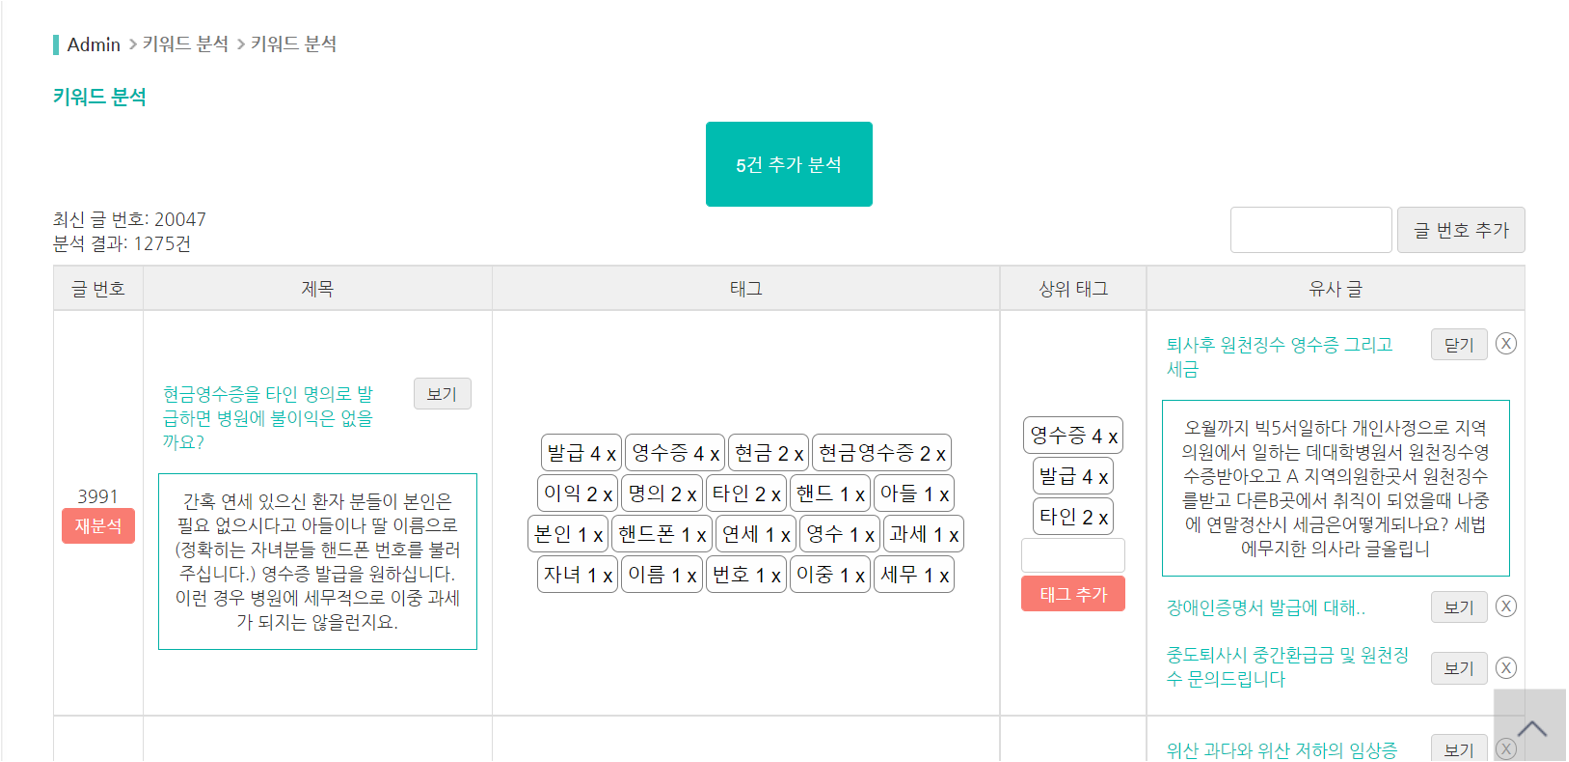 Admin > 키워드 분석 > 키워드 분석
키워드 분석
5건 추가 분석
최신 글 번호: 20047
분석 결과: 1275건
글 번호 추가
글 번호 제목 태그 상위 태그 유사 글
3991
재분석
현금영수증을 타인 명의로 발
급하면 병원에 불이익은 없을
까요?
보기
간혹 연세 있으신 환자 분들이 본인은
필요 없으시다고 아들이나 딸 이름으로
(정확히는 자녀분들 핸드폰 번호를 불러
주십니다.) 영수증 발급을 원하십니다.
이런 경우 병원에 세무적으로 이중 과세
가 되지는 않을런지요.
발급 4 x 영수증 4 x 현금 2 x 현금영수증 2 x
이익 2 x 명의 2 x 타인 2 x 핸드 1 x 아들 1 x
본인 1 x 핸드폰 1 x 연세 1 x 영수 1 x 과세 1 x
자녀 1 x 이름 1 x 번호 1 x 이중 1 x 세무 1 x
영수증 4 x
발급 4 x
타인 2 x
태그 추가
퇴사후 원천징수 영수증 그리고
세금
닫기 X
오월까지 빅5서일하다 개인사정으로 지역
의원에서 일하는 데대학병원서 원천징수영
수증받아오고 A 지역의원한곳서 원천징수
를받고 다른B곳에서 취직이 되었을때 나중
에 연말정산시 세금은어떻게되나요? 세법
에무지한 의사라 글올립니
장애인증명서 발급에 대해.. 보기 X
중도퇴사시 중간환급금 및 원천징
수 문의드립니다
보기 X
위산 과다와 위산 저하의 임상증 보기 X